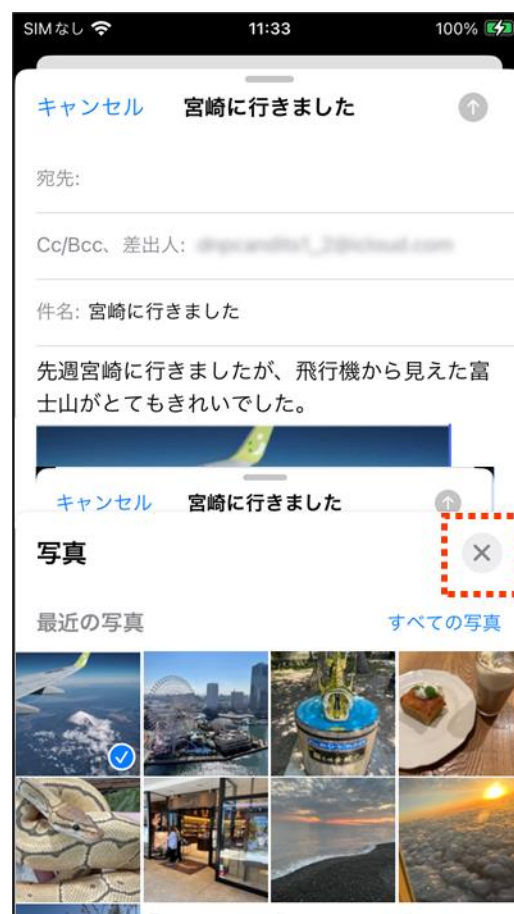 SIMなし 11:33 100%
キャンセル 宮崎に行きました
宛先:
Cc/Bcc、差出人:
件名: 宮崎に行きました
先週宮崎に行きましたが、飛行機から見えた富
士山がとてもきれいでした。
キャンセル 宮崎に行きました
写真
最近の写真 すべての写真